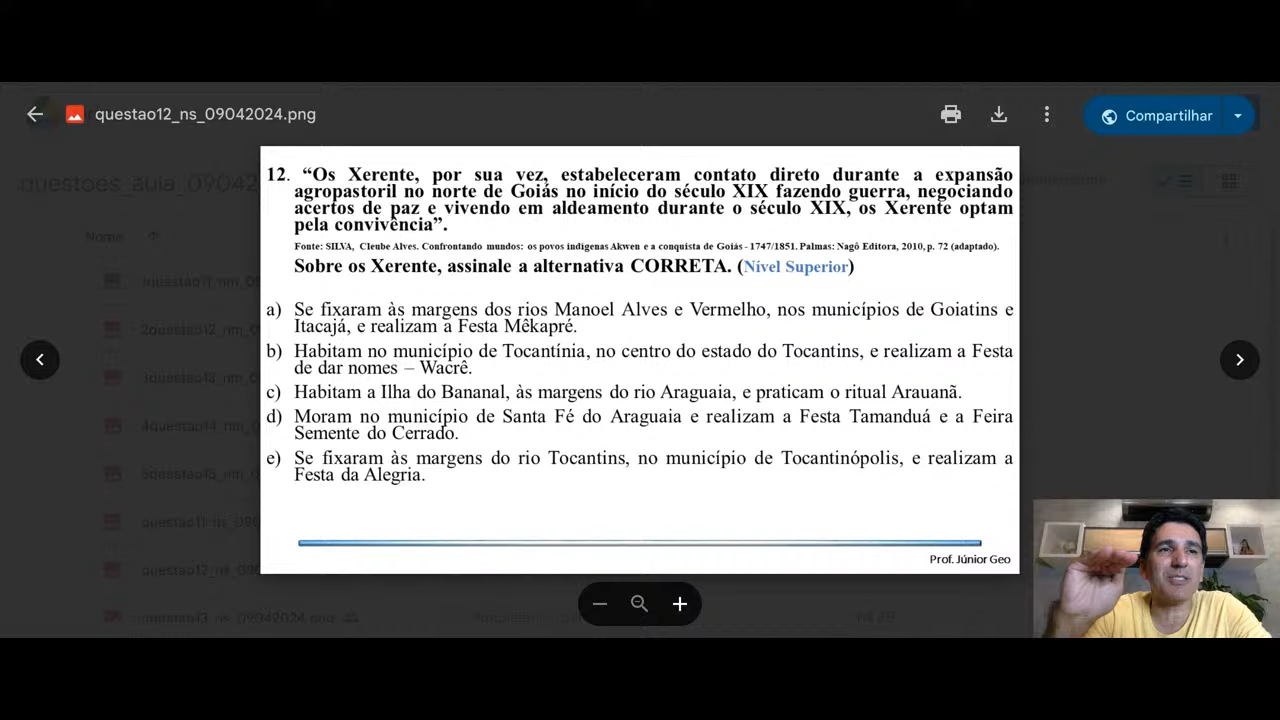 questao12_ns_09042024.png
Compartilhar
questoes_aula_09042
Nome
12. “Os Xerente, por sua vez, estabeleceram contato direto durante a expansão
agropastoril no norte de Goiás no início do século XIX fazendo guerra, negociando
acertos de paz e vivendo em aldeamento durante o século XIX, os Xerente optam
pela convivência”.
Fonte: SILVA, Cleube Alves. Confrontando mundos: os povos indígenas Akwen e a conquista de Goiás - 1747/1851. Palmas: Nagô Editora, 2010, p. 72 (adaptado).
Sobre os Xerente, assinale a alternativa CORRETA. (Nível Superior)
a) Se fixaram às margens dos rios Manoel Alves e Vermelho, nos municípios de Goiatins e
Itacajá, e realizam a Festa Mêkapré.
b) Habitam no município de Tocantínia, no centro do estado do Tocantins, e realizam a Festa
de dar nomes – Wacrê.
c) Habitam a Ilha do Bananal, às margens do rio Araguaia, e praticam o ritual Arauanã.
d) Moram no município de Santa Fé do Araguaia e realizam a Festa Tamanduá e a Feira
Semente do Cerrado.
e) Se fixaram às margens do rio Tocantins, no município de Tocantinópolis, e realizam a
Festa da Alegria.
Prof. Júnior Geo